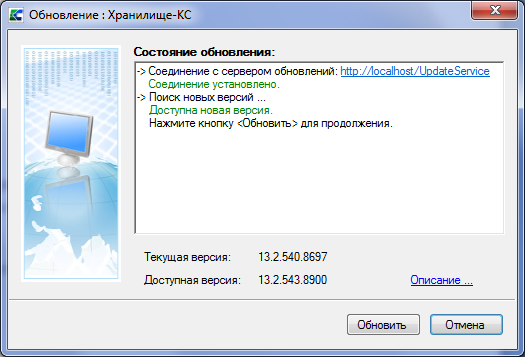 Обновление : Хранилище-КС
Состояние обновления:
-> Соединение с сервером обновлений: http://localhost/UpdateService
Соединение установлено.
-> Поиск новых версий ...
Доступна новая версия.
Нажмите кнопку <Обновить> для продолжения.
Текущая версия: 13.2.540.8697
Доступная версия: 13.2.543.8900 Описание ...
Обновить Отмена